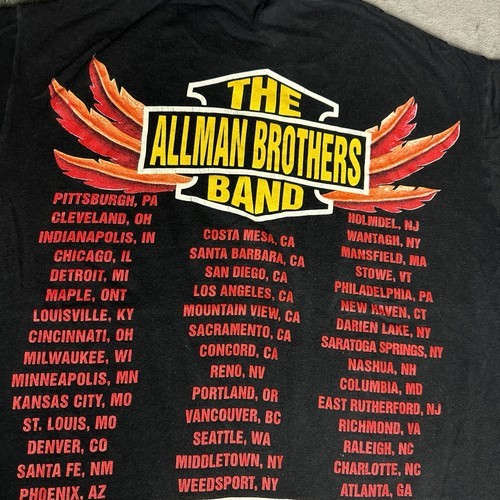 THE
ALLMAN BROTHERS
BAND
PITTSBURGH, PA
CLEVELAND, OH
INDIANAPOLIS, IN
CHICAGO, IL
DETROIT, MI
MAPLE, ONT
LOUISVILLE, KY
CINCINNATI, OH
MILWAUKEE, WI
MINNEAPOLIS, MN
KANSAS CITY, MO
ST. LOUIS, MO
DENVER, CO
SANTA FE, NM
PHOENIX, AZ
COSTA MESA, CA
SANTA BARBARA, CA
SAN DIEGO, CA
LOS ANGELES, CA
MOUNTAIN VIEW, CA
SACRAMENTO, CA
CONCORD, CA
RENO, NV
PORTLAND, OR
VANCOUVER, BC
SEATTLE, WA
MIDDLETOWN, NY
WEEDSPORT, NY
HOLMDEL, NJ
WANTAGH, NY
MANSFIELD, MA
STOWE, VT
PHILADELPHIA, PA
NEW HAVEN, CT
DARIEN LAKE, NY
SARATOGA SPRINGS, NY
NASHUA, NH
COLUMBIA, MD
EAST RUTHERFORD, NJ
RICHMOND, VA
RALEIGH, NC
CHARLOTTE, NC
ATLANTA, GA